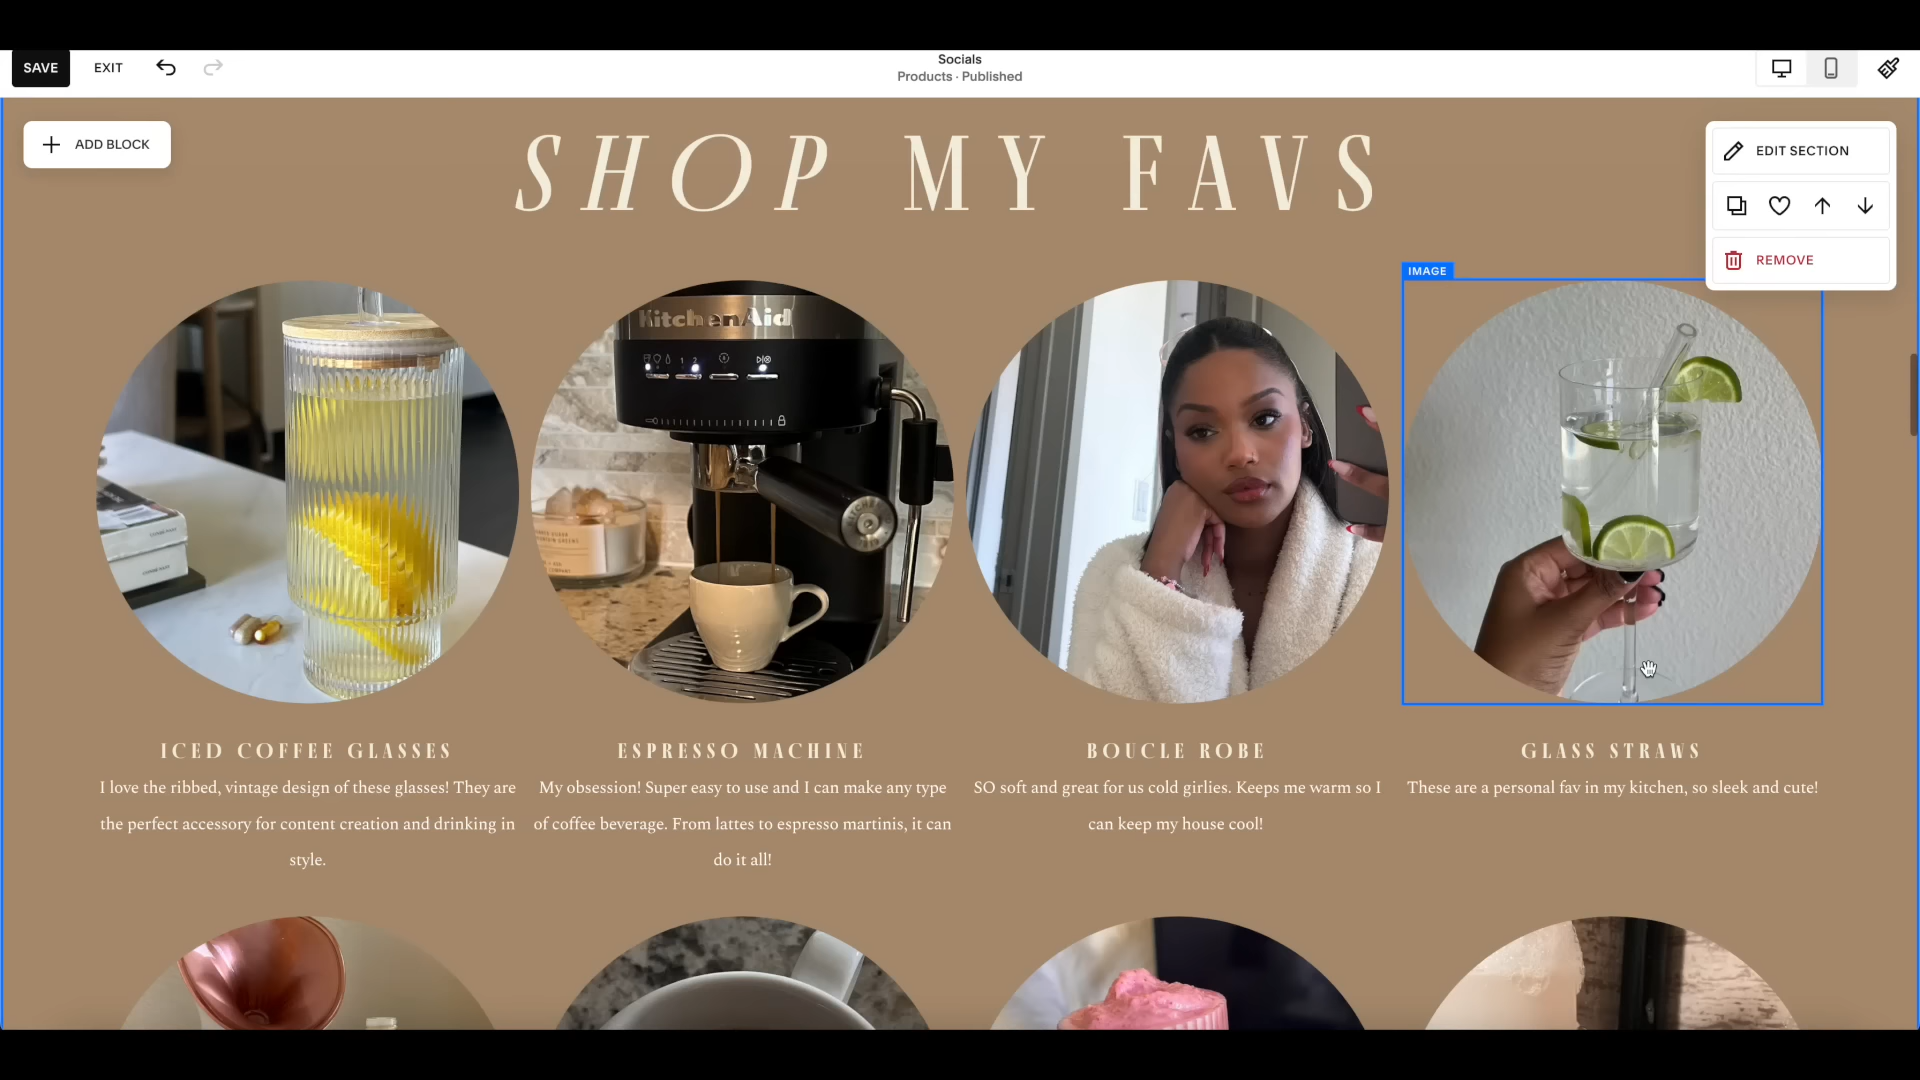 SAVE
EXIT
Socials
Products · Published
ADD BLOCK
SHOP MY FAVS
EDIT SECTION
REMOVE
IMAGE
KitchenAid
1 2
ICED COFFEE GLASSES
I love the ribbed, vintage design of these glasses! They are
the perfect accessory for content creation and drinking in
style.
ESPRESSO MACHINE
My obsession! Super easy to use and I can make any type
of coffee beverage. From lattes to espresso martinis, it can
do it all!
BOUCLE ROBE
SO soft and great for us cold girlies. Keeps me warm so I
can keep my house cool!
GLASS STRAWS
These are a personal fav in my kitchen, so sleek and cute!